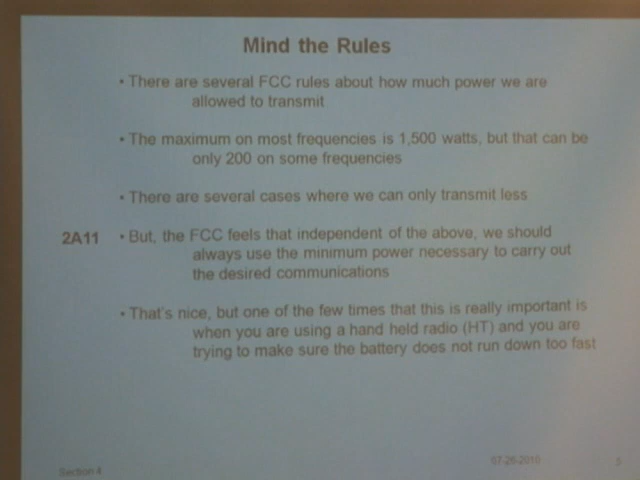 Mind the Rules
• There are several FCC rules about how much power we are
allowed to transmit
• The maximum on most frequencies is 1,500 watts, but that can be
only 200 on some frequencies
• There are several cases where we can only transmit less
2A11 • But, the FCC feels that independent of the above, we should
always use the minimum power necessary to carry out
the desired communications
• That's nice, but one of the few times that this is really important is
when you are using a hand held radio (HT) and you are
trying to make sure the battery does not run down too fast
Section 4 07-26-2010 5